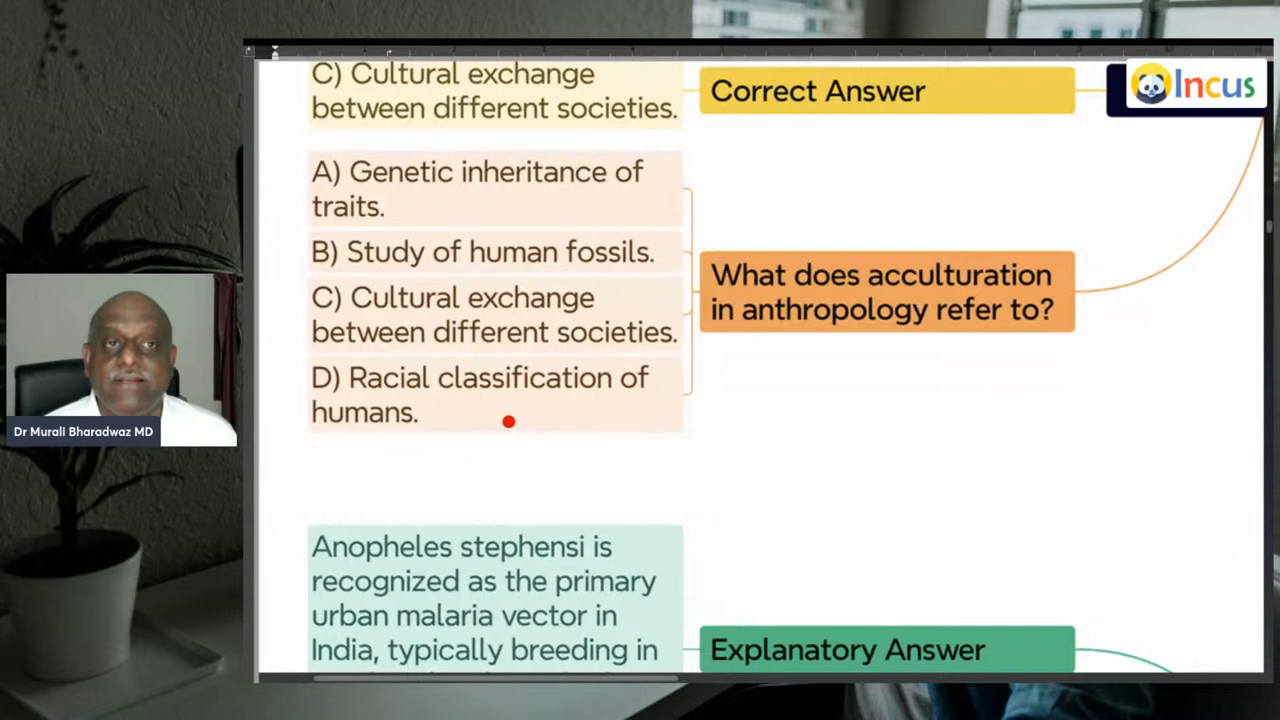 C) Cultural exchange
between different societies.
Correct Answer
Incus
A) Genetic inheritance of
traits.
B) Study of human fossils.
C) Cultural exchange
between different societies.
D) Racial classification of
humans.
What does acculturation
in anthropology refer to?
Dr Murali Bharadwaz MD
Anopheles stephensi is
recognized as the primary
urban malaria vector in
India, typically breeding in
Explanatory Answer